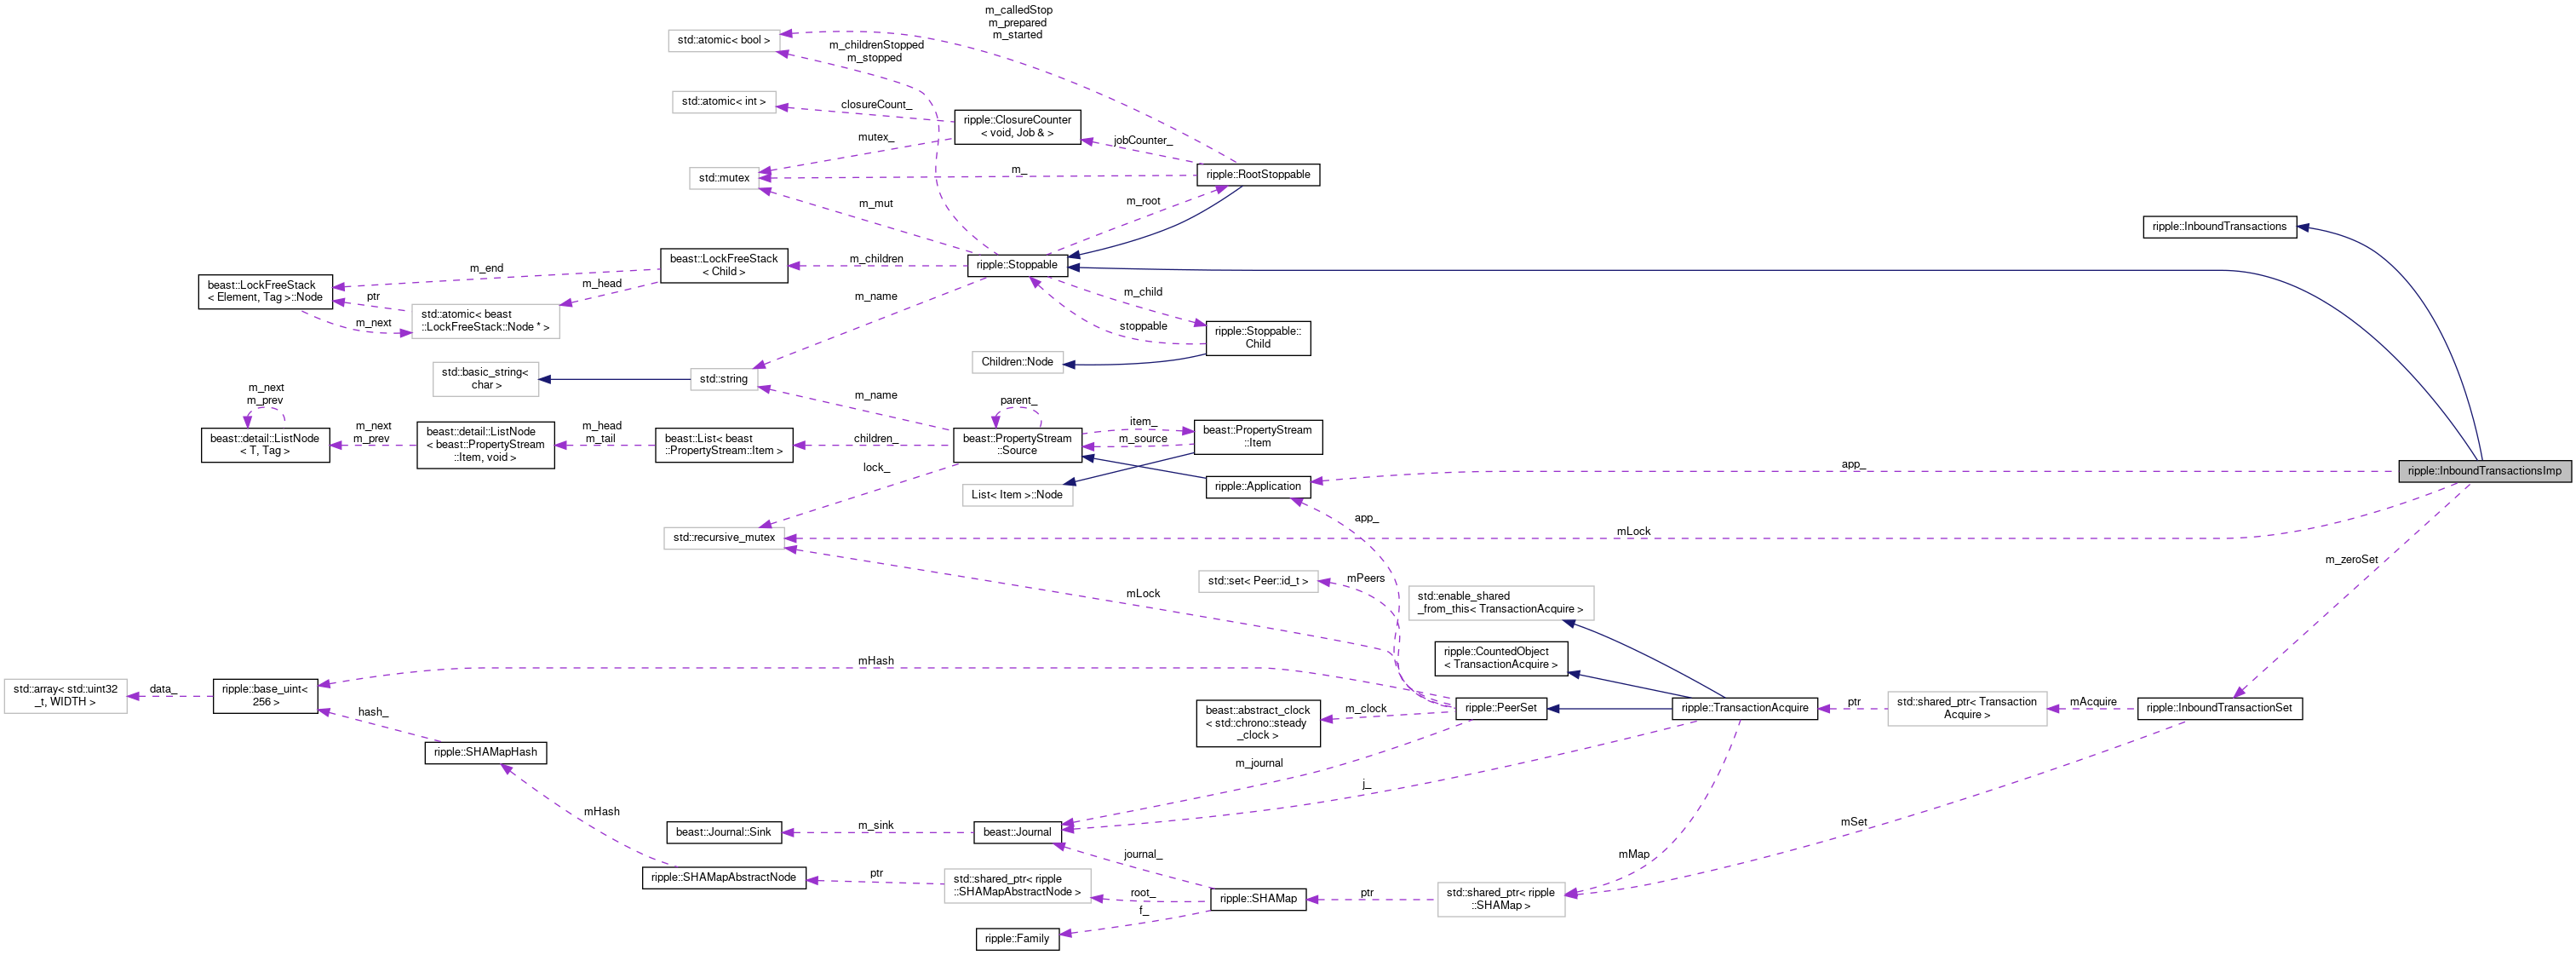 m_calledStop
m_prepared
m_started
std::atomic< bool >
m_childrenStopped
m_stopped
std::atomic< int >
closureCount_
ripple::ClosureCounter
< void, Job & >
mutex_
jobCounter_
std::mutex
m_
ripple::RootStoppable
m_mut
m_root
ripple::InboundTransactions
beast::LockFreeStack
< Child >
m_children
ripple::Stoppable
m_end
beast::LockFreeStack
< Element, Tag >::Node
ptr
m_head
m_next
std::atomic< beast
::LockFreeStack::Node * >
m_name
m_child
stoppable
ripple::Stoppable::
Child
Children::Node
std::basic_string<
char >
std::string
m_next
m_prev
m_name
parent_
item_
m_source
beast::PropertyStream
::Item
beast::detail::ListNode
< T, Tag >
m_next
m_prev
beast::detail::ListNode
< beast::PropertyStream
::Item, void >
m_head
m_tail
beast::List< beast
::PropertyStream::Item >
children_
beast::PropertyStream
::Source
lock_
List< Item >::Node
ripple::Application
app_
ripple::InboundTransactionsImp
app_
std::recursive_mutex
mLock
m_zeroSet
std::set< Peer::id_t >
mPeers
mLock
std::enable_shared
_from_this< TransactionAcquire >
ripple::CountedObject
< TransactionAcquire >
mHash
std::array< std::uint32
_t, WIDTH >
data_
ripple::base_uint<
256 >
hash_
beast::abstract_clock
< std::chrono::steady
_clock >
m_clock
ripple::PeerSet
ripple::TransactionAcquire
ptr
std::shared_ptr< Transaction
Acquire >
mAcquire
ripple::InboundTransactionSet
ripple::SHAMapHash
m_journal
j_
mHash
beast::Journal::Sink
m_sink
beast::Journal
mSet
journal_
mMap
ripple::SHAMapAbstractNode
ptr
std::shared_ptr< ripple
::SHAMapAbstractNode >
root_
f_
ripple::SHAMap
ptr
std::shared_ptr< ripple
::SHAMap >
ripple::Family